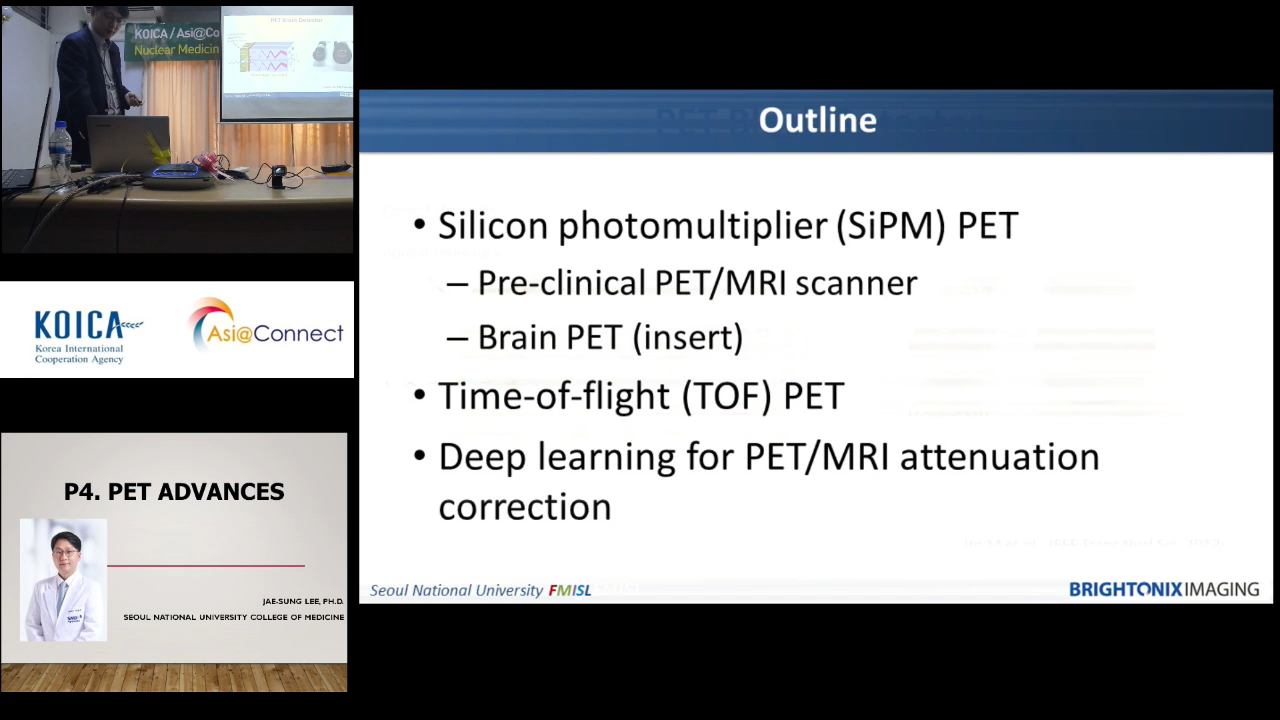 KOICA / Asi@Co
Nuclear Medicin
PET Brain Detector
KOICA
Korea International
Cooperation Agency
Asi@Connect
P4. PET ADVANCES
JAE-SUNG LEE, PH.D.
SEOUL NATIONAL UNIVERSITY COLLEGE OF MEDICINE
Outline
• Silicon photomultiplier (SiPM) PET
– Pre-clinical PET/MRI scanner
– Brain PET (insert)
• Time-of-flight (TOF) PET
• Deep learning for PET/MRI attenuation
correction
Seoul National University FMISL
BRIGHTONIX IMAGING